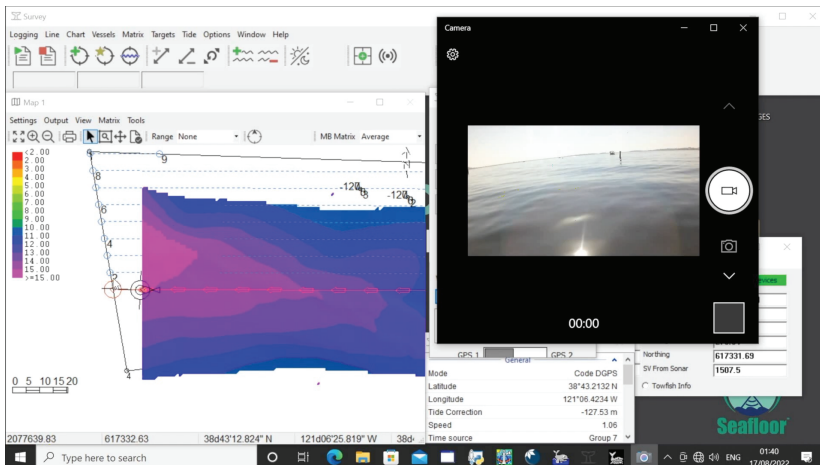 Survey
Logging Line Chart Vessels Matrix Targets Tide Options Window Help
Map 1
Settings Output View Matrix Tools
Range None
MB Matrix Average
<2.00
2.00
3.00
4.00
5.00
6.00
7.00
8.00
9.00
10.00
11.00
12.00
13.00
14.00
15.00
>=15.00
9
8
6
4
2
4
-120
-120
0 5 10 15 20
2077639.83 617332.63 38d43'12.824" N 121d06'25.819" W 38d
Camera
00:00
GPS 1 GPS 2
General
Mode Code DGPS
Latitude 38°43.2132 N
Longitude 121°06.4234 W
Tide Correction -127.53 m
Speed 1.06
Time source Group 7
Northing 617331.69
SV From Sonar 1507.5
Towfish Info
Seafloor
Type here to search
ENG
01:40
17/08/2022